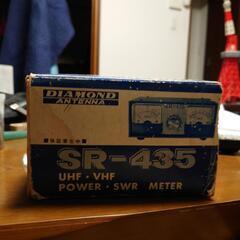 DIAMOND
ANTENNA
SR-435
UHF・VHF
POWER・SWR METER